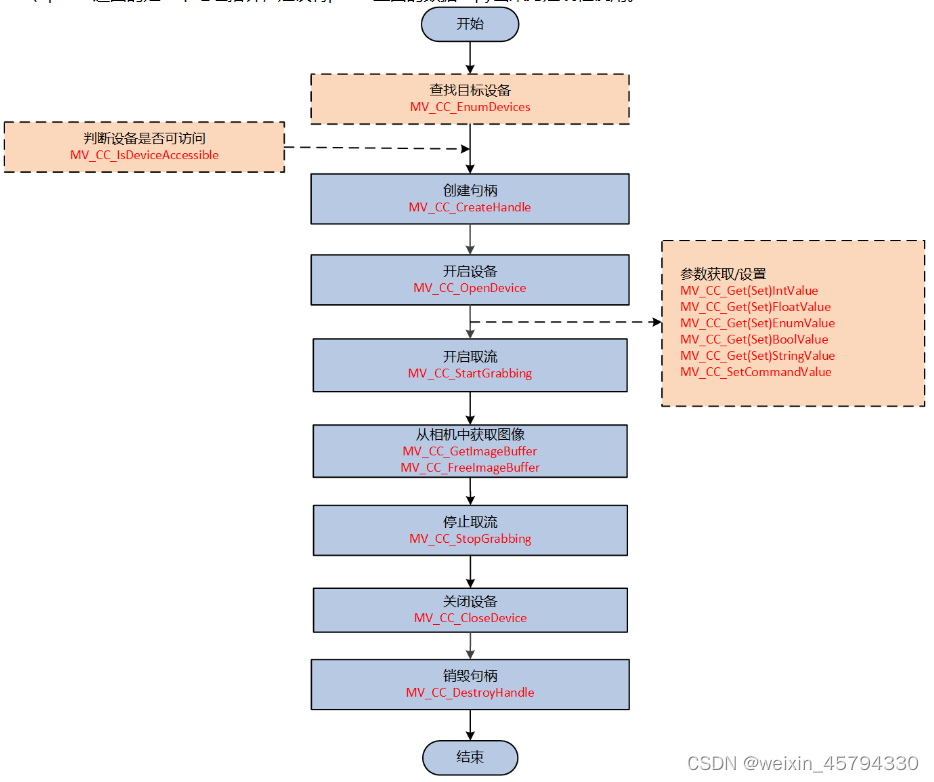 开始
查找目标设备
MV_CC_EnumDevices
判断设备是否可访问
MV_CC_IsDeviceAccessible
创建句柄
MV_CC_CreateHandle
开启设备
MV_CC_OpenDevice
参数获取/设置
MV_CC_Get(Set)IntValue
MV_CC_Get(Set)FloatValue
MV_CC_Get(Set)EnumValue
MV_CC_Get(Set)BoolValue
MV_CC_Get(Set)StringValue
MV_CC_SetCommandValue
开启取流
MV_CC_StartGrabbing
从相机中获取图像
MV_CC_GetImageBuffer
MV_CC_FreeImageBuffer
停止取流
MV_CC_StopGrabbing
关闭设备
MV_CC_CloseDevice
销毁句柄
MV_CC_DestroyHandle
结束
CSDN @weixin_45794330